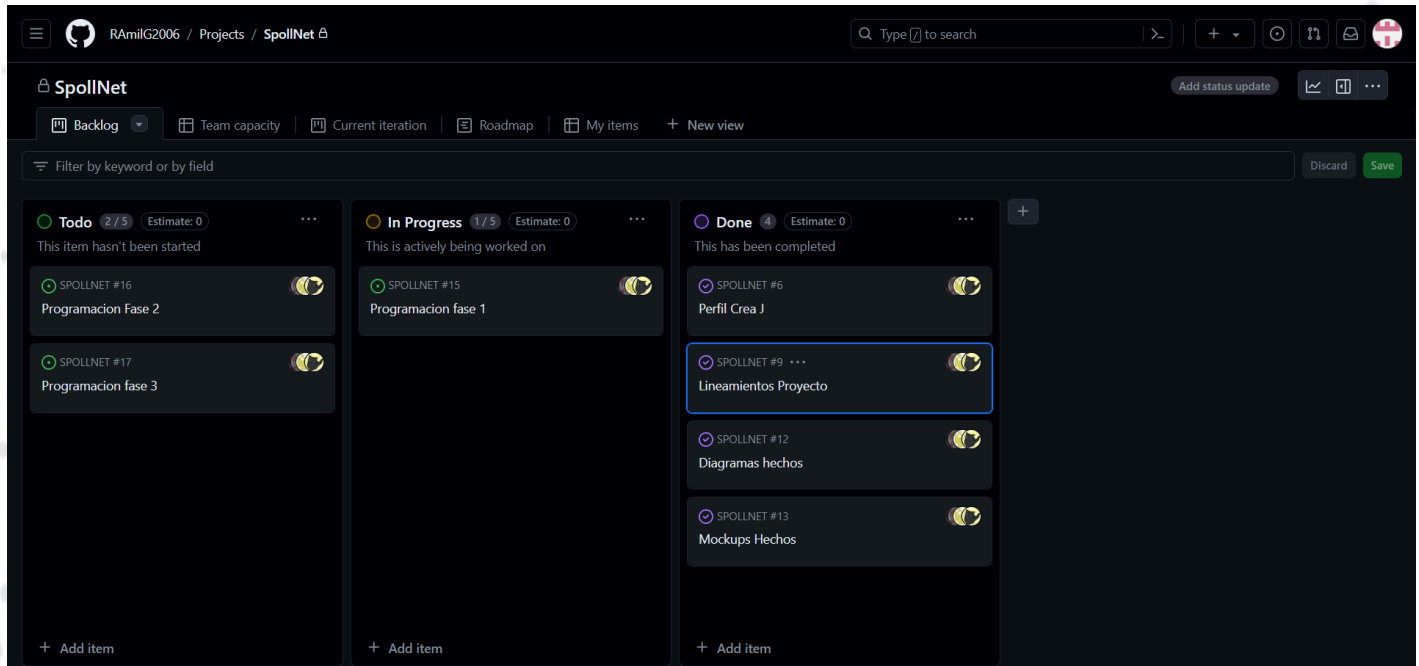 RAmilG2006 / Projects / SpollNet
Type / to search
SpollNet
Add status update
Backlog
Team capacity
Current iteration
Roadmap
My items
+ New view
Filter by keyword or by field
Discard
Save
Todo 2 / 5 Estimate: 0
This item hasn't been started
SPOLLNET #16
Programacion Fase 2
SPOLLNET #17
Programacion fase 3
+ Add item
In Progress 1 / 5 Estimate: 0
This is actively being worked on
SPOLLNET #15
Programacion fase 1
+ Add item
Done 4 Estimate: 0
This has been completed
SPOLLNET #6
Perfil Crea J
SPOLLNET #9
Lineamientos Proyecto
SPOLLNET #12
Diagramas hechos
SPOLLNET #13
Mockups Hechos
+ Add item